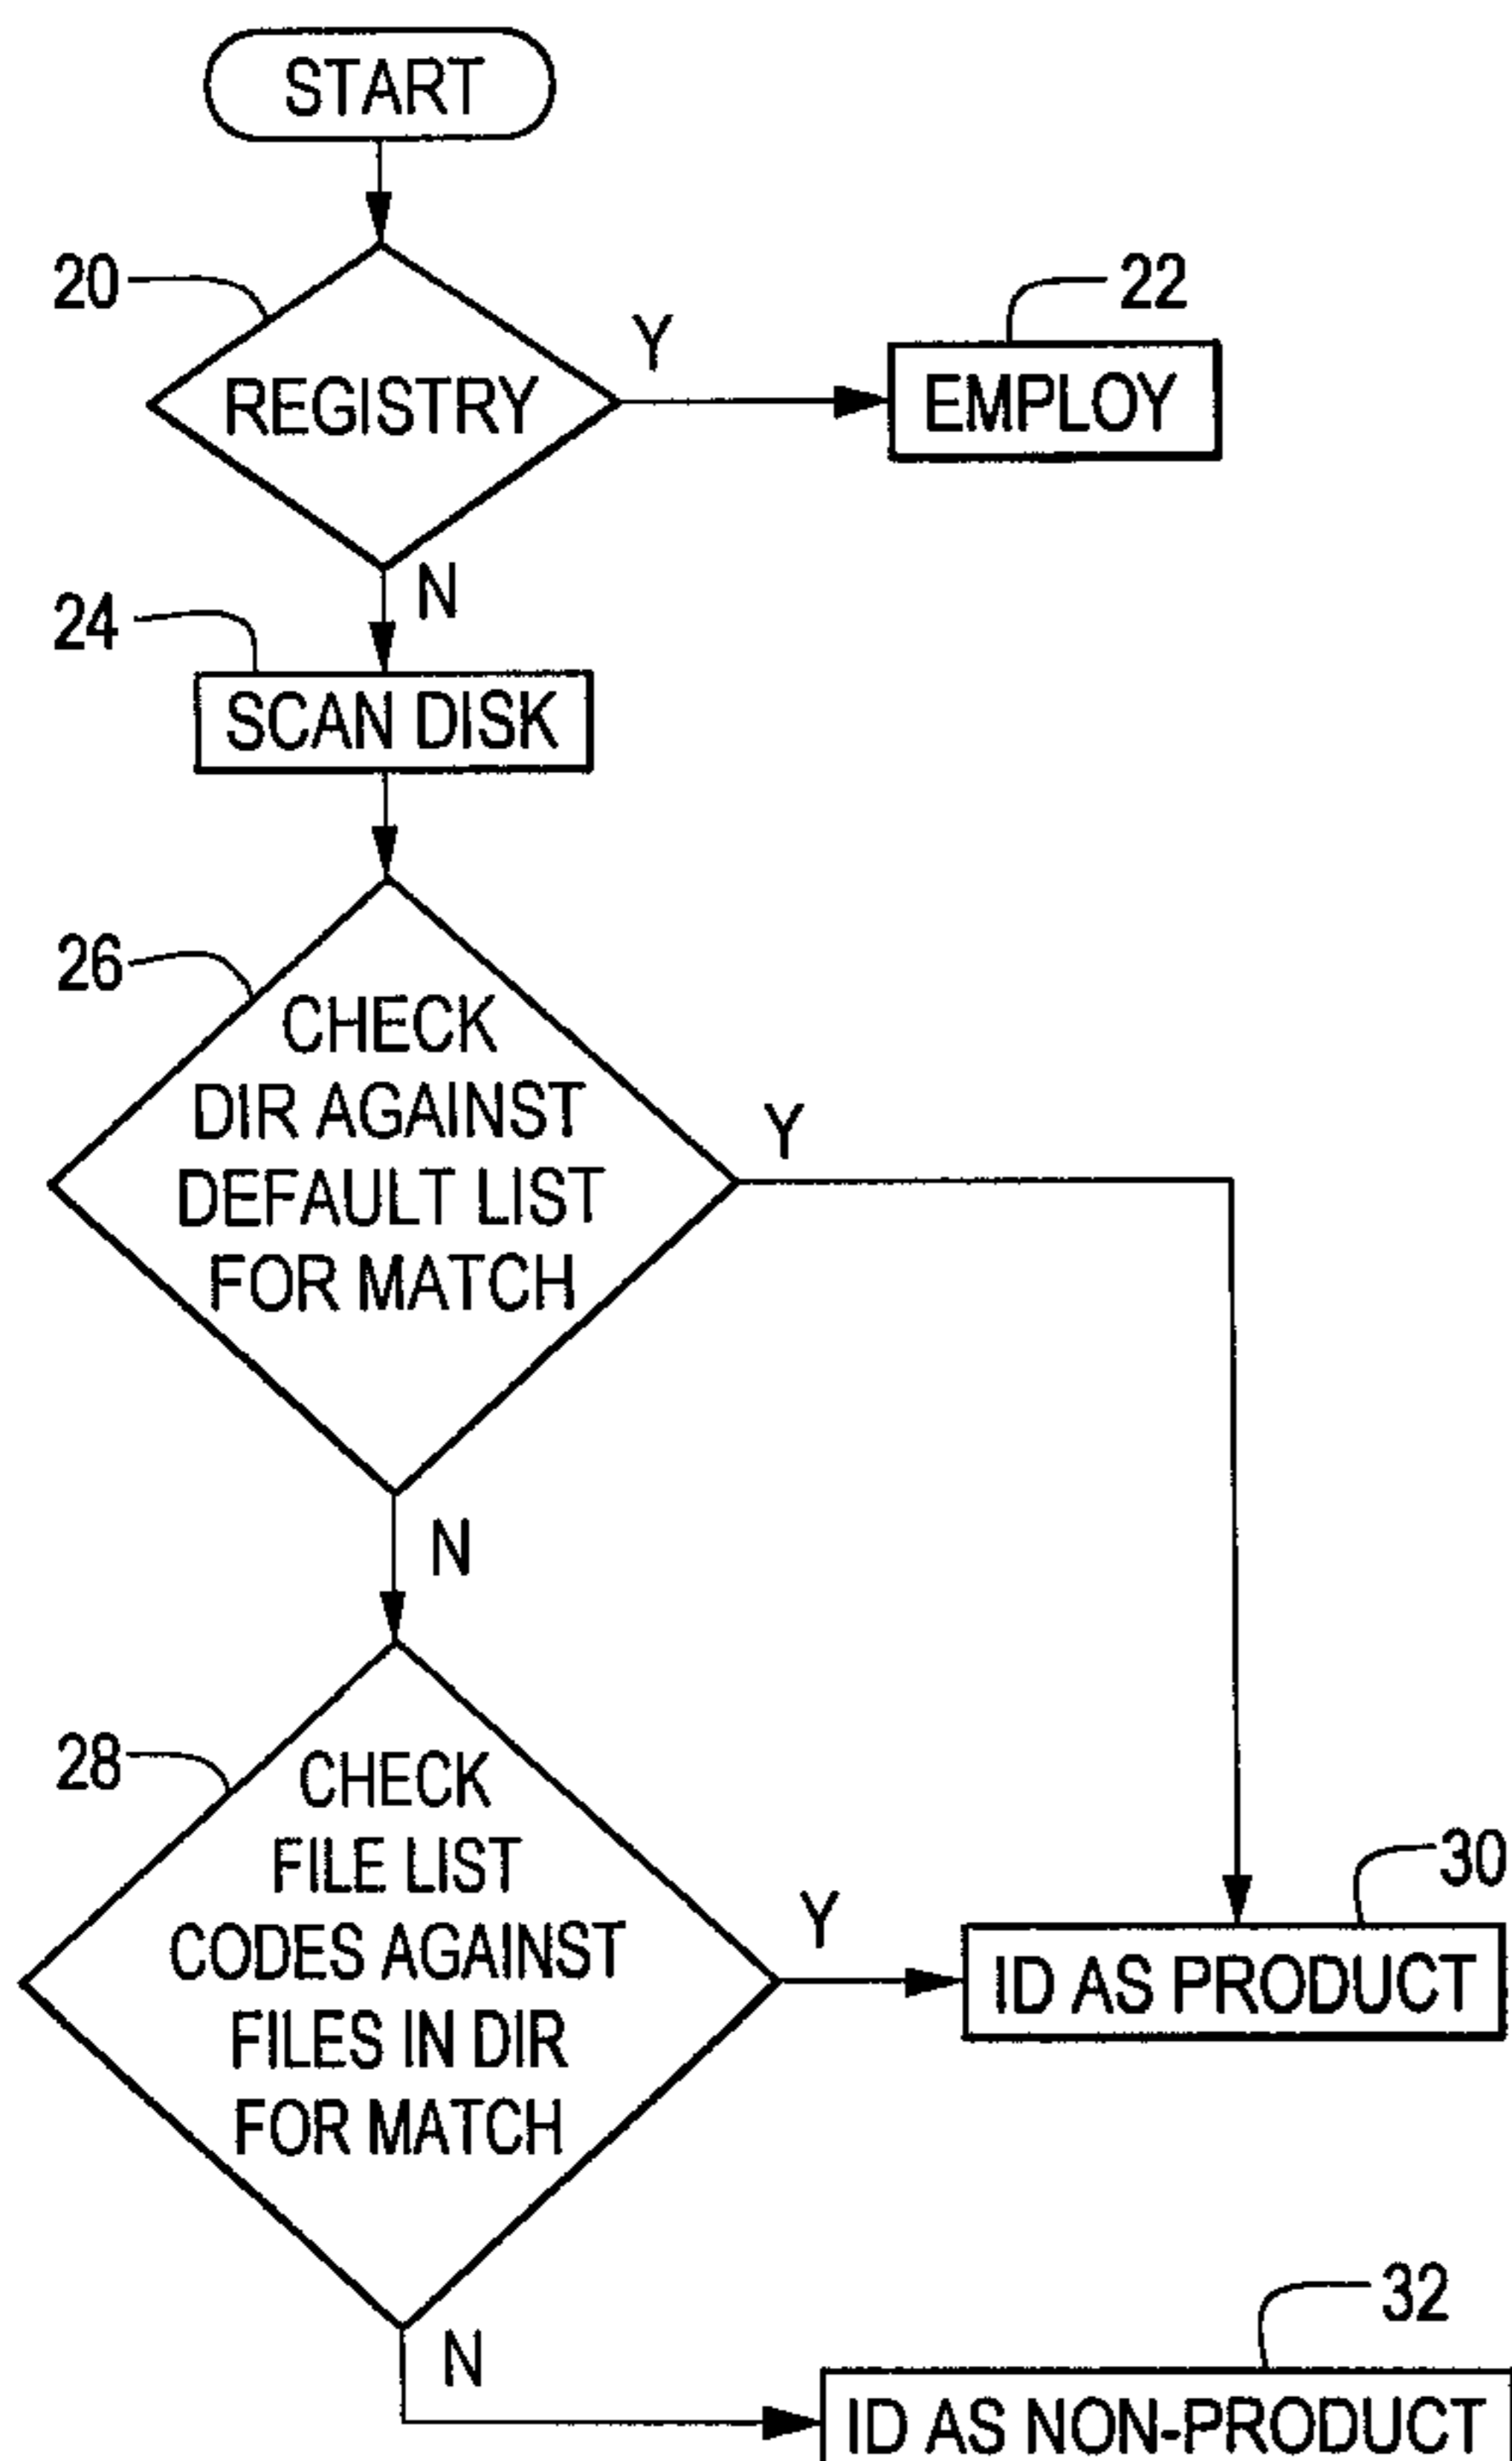 START
20
REGISTRY
Y
22
EMPLOY
N
24
SCAN DISK
26
CHECK
DIR AGAINST
DEFAULT LIST
FOR MATCH
Y
N
28
CHECK
FILE LIST
CODES AGAINST
FILES IN DIR
FOR MATCH
Y
30
ID AS PRODUCT
N
32
ID AS NON-PRODUCT